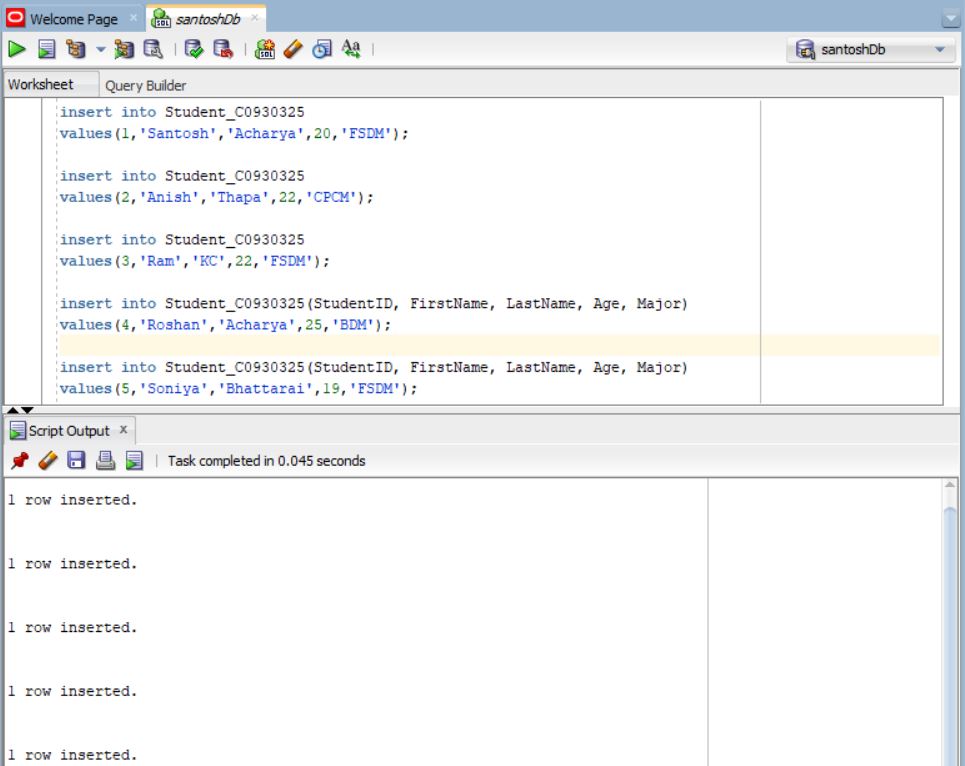 Welcome Page
santoshDb
santoshDb
Worksheet
Query Builder
insert into Student_C0930325
values(1,'Santosh','Acharya',20,'FSDM');
insert into Student_C0930325
values(2,'Anish','Thapa',22,'CPCM');
insert into Student_C0930325
values(3,'Ram','KC',22,'FSDM');
insert into Student_C0930325(StudentID, FirstName, LastName, Age, Major)
values(4,'Roshan','Acharya',25,'BDM');
insert into Student_C0930325(StudentID, FirstName, LastName, Age, Major)
values(5,'Soniya','Bhattarai',19,'FSDM');
Script Output x
Task completed in 0.045 seconds
1 row inserted.
1 row inserted.
1 row inserted.
1 row inserted.
1 row inserted.